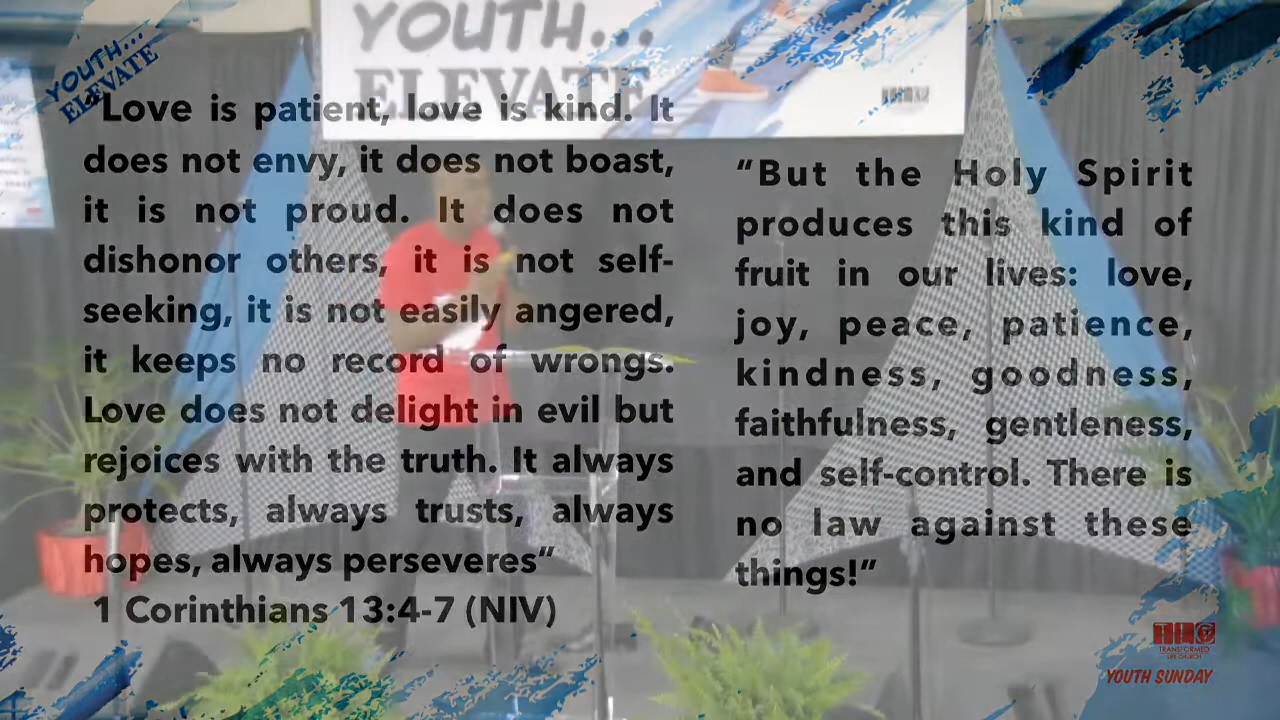 YOUTH...
ELEVATE
YOUTH...
ELEVATE
"Love is patient, love is kind. It
does not envy, it does not boast,
it is not proud. It does not
dishonor others, it is not self-
seeking, it is not easily angered,
it keeps no record of wrongs.
Love does not delight in evil but
rejoices with the truth. It always
protects, always trusts, always
hopes, always perseveres"
1 Corinthians 13:4-7 (NIV)
"But the Holy Spirit
produces this kind of
fruit in our lives: love,
joy, peace, patience,
kindness, goodness,
faithfulness, gentleness,
and self-control. There is
no law against these
things!"
TRANSFORMED
LIFE CHURCH
YOUTH SUNDAY